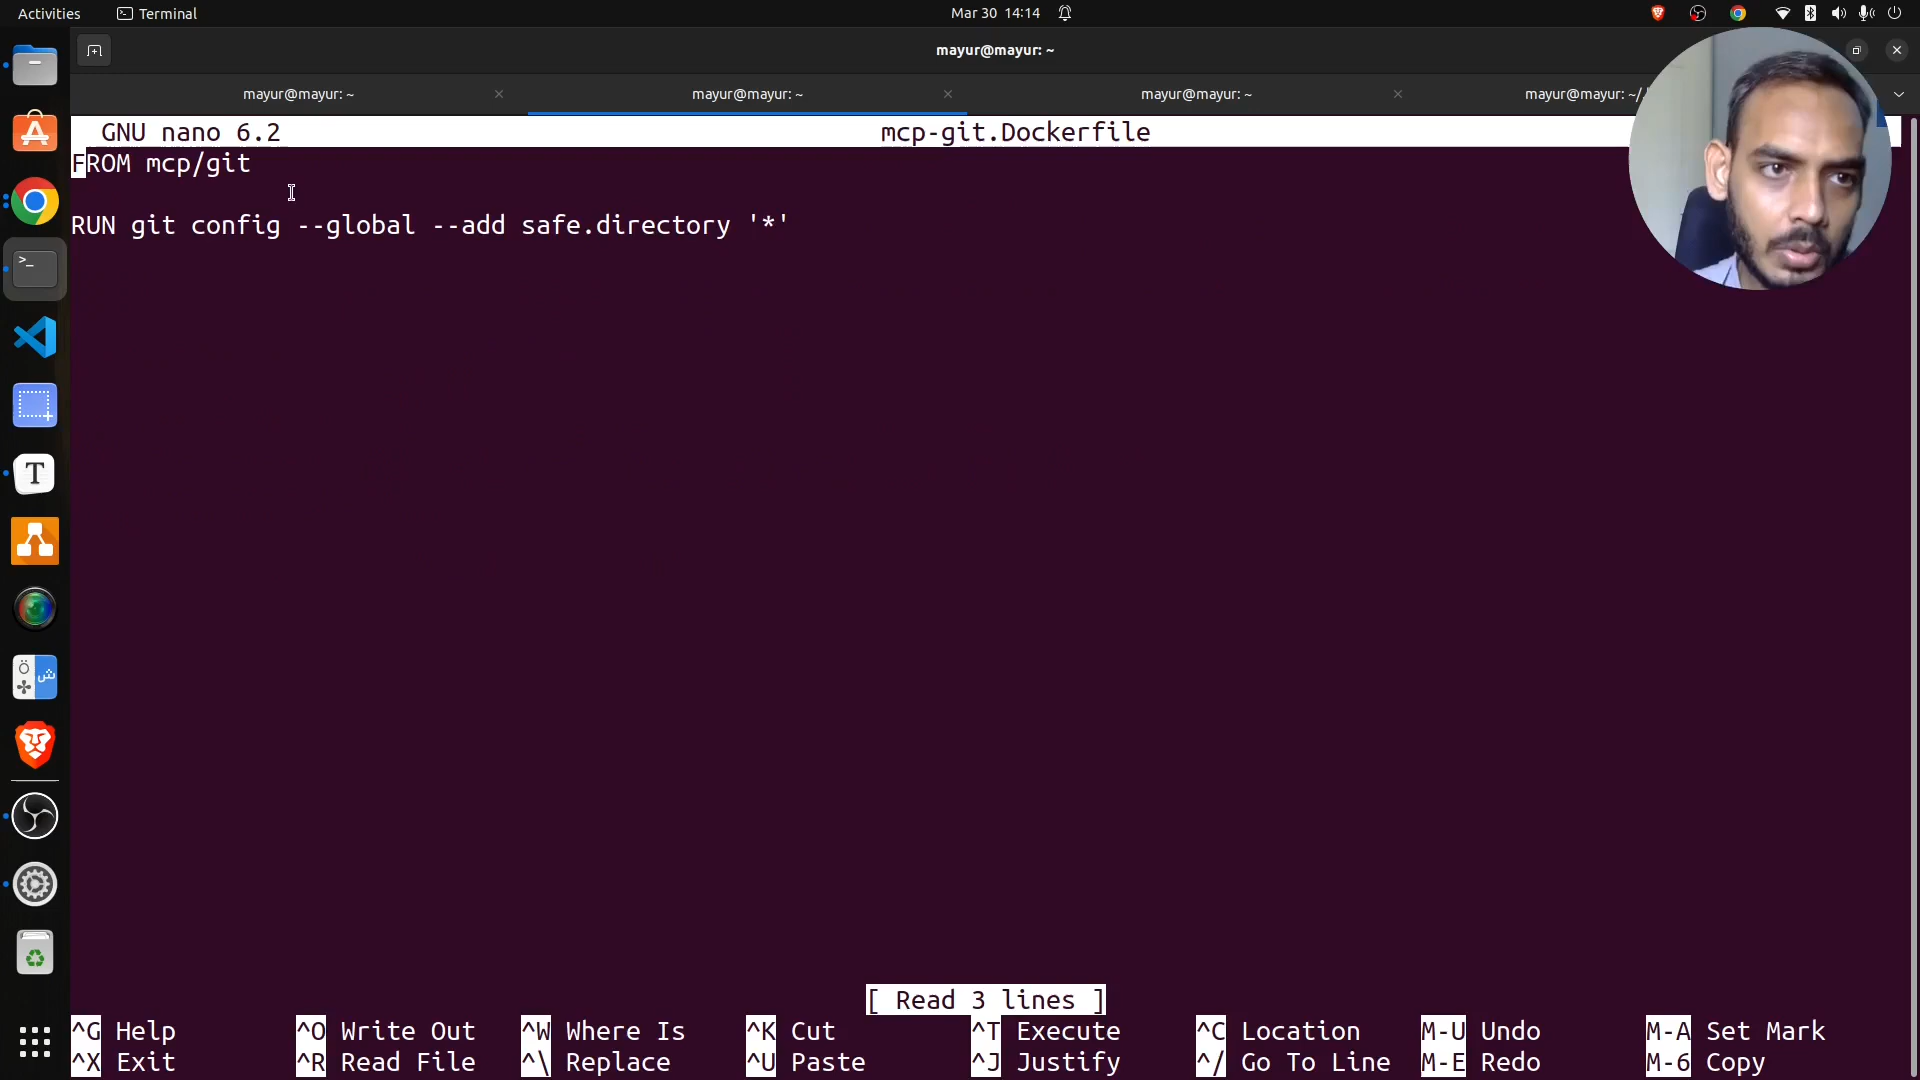 Activities Terminal Mar 30 14:14
mayur@mayur: ~
mayur@mayur: ~ mayur@mayur: ~ mayur@mayur: ~ mayur@mayur: ~/
GNU nano 6.2 mcp-git.Dockerfile
FROM mcp/git
RUN git config --global --add safe.directory '*'
[ Read 3 lines ]
^G Help ^O Write Out ^W Where Is ^K Cut ^T Execute ^C Location M-U Undo M-A Set Mark
^X Exit ^R Read File ^\ Replace ^U Paste ^J Justify ^/ Go To Line M-E Redo M-6 Copy